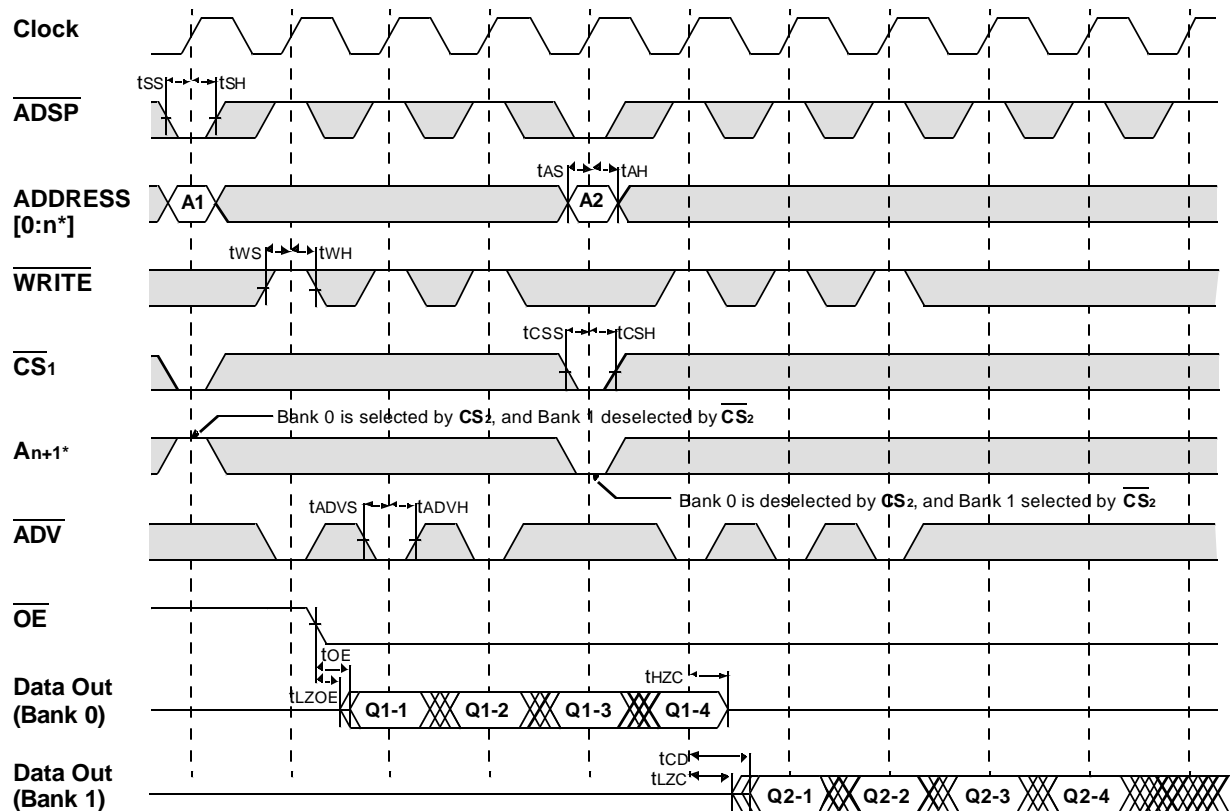 Clock
tSS tSH
ADSP
tAS tAH
ADDRESS
[0:n*]
A1 A2
tWS tWH
WRITE
tCSS tCSH
CS1
Bank 0 is selected by CS2, and Bank 1 deselected by CS2
An+1*
Bank 0 is deselected by CS2, and Bank 1 selected by CS2
tADVS tADVH
ADV
OE
tOE
tHZC
tLZOE
Data Out
(Bank 0)
Q1-1 Q1-2 Q1-3 Q1-4
tCD
tLZC
Data Out
(Bank 1)
Q2-1 Q2-2 Q2-3 Q2-4